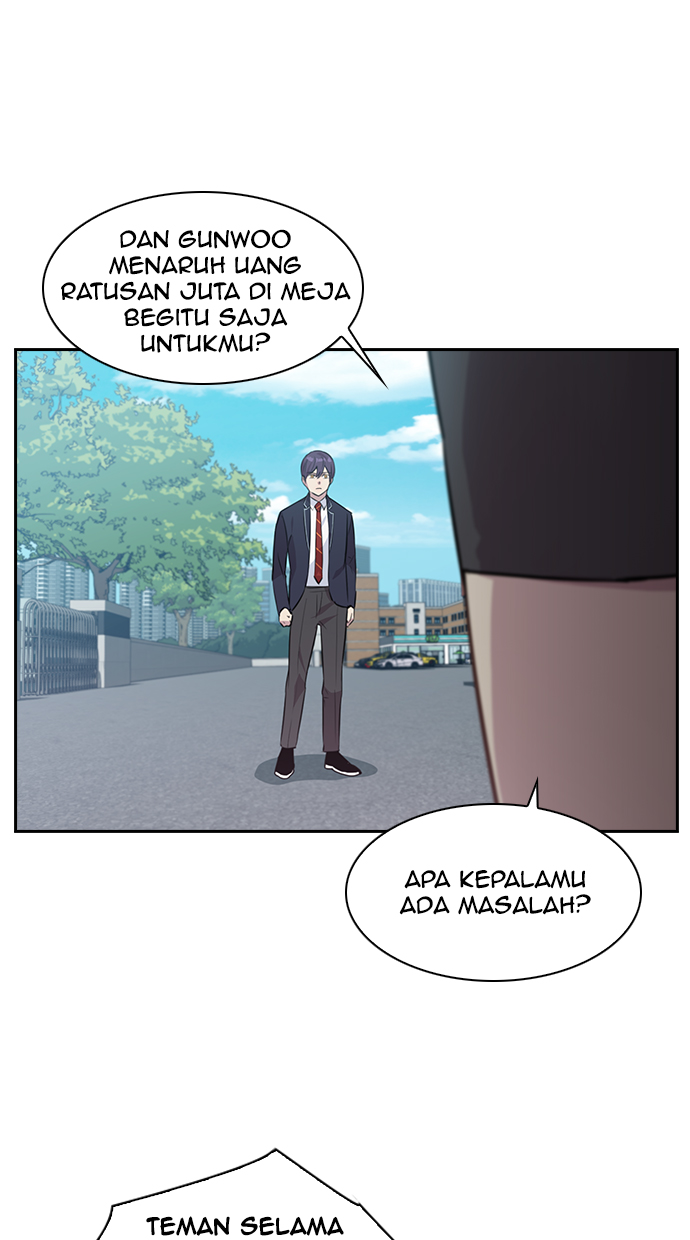 DAN GUNWOO
MENARUH UANG
RATUSAN JUTA DI MEJA
BEGITU SAJA
UNTUKMU?
APA KEPALAMU
ADA MASALAH?
TEMAN SELAMA